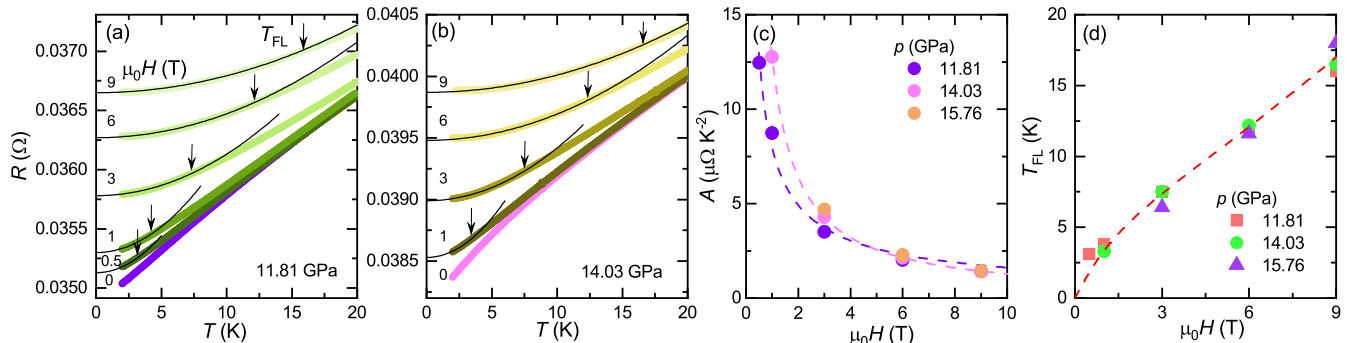 (a)
T_FL
μ₀H (T)
9
6
3
1
0.5
0
11.81 GPa
0.0370
0.0365
0.0360
0.0355
0.0350
R (Ω)
0 5 10 15 20
T (K)
(b)
9
6
3
1
0
14.03 GPa
0.0405
0.0400
0.0395
0.0390
0.0385
0 5 10 15 20
T (K)
(c)
p (GPa)
11.81
14.03
15.76
15
10
5
0
A (μΩ K⁻²)
0 2 4 6 8 10
μ₀H (T)
(d)
p (GPa)
11.81
14.03
15.76
20
15
10
5
0
T_FL (K)
0 3 6 9
μ₀H (T)